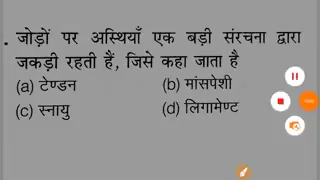 . जोड़ों पर अस्थियाँ एक बड़ी संरचना द्वारा
जकड़ी रहती हैं, जिसे कहा जाता है
(a) टेण्डन (b) मांसपेशी
(c) स्नायु (d) लिगामेण्ट